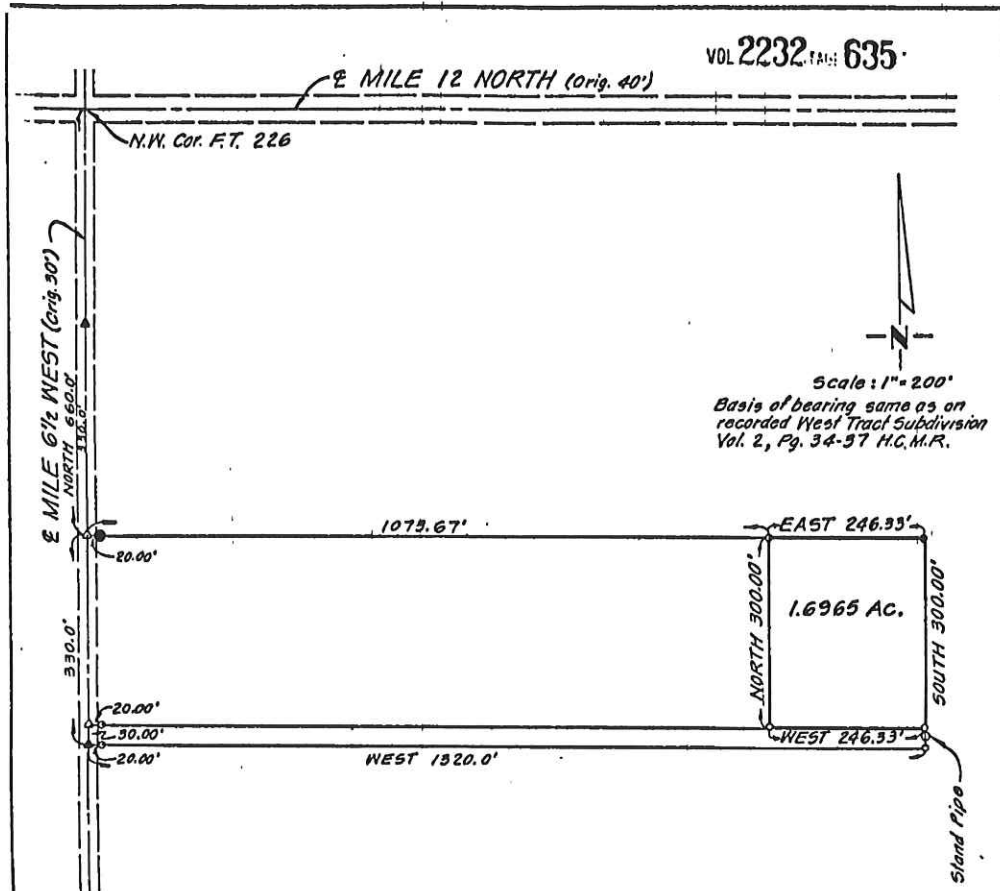 VOL 2232 PAGE 635
℄ MILE 12 NORTH (Orig. 40')
N.W. Cor. F.T. 226
℄ MILE 6½ WEST (Orig. 30')
NORTH 660.0'
330.0'
N
Scale: 1"=200'
Basis of bearing same as on
recorded West Tract Subdivision
Vol. 2, Pg. 34-37 H.C.M.R.
1073.67'
EAST 246.33'
20.00'
NORTH 300.00'
1.6965 AC.
SOUTH 300.00'
330.0'
20.00'
30.00'
20.00'
WEST 246.33'
WEST 1320.0'
Stand Pipe